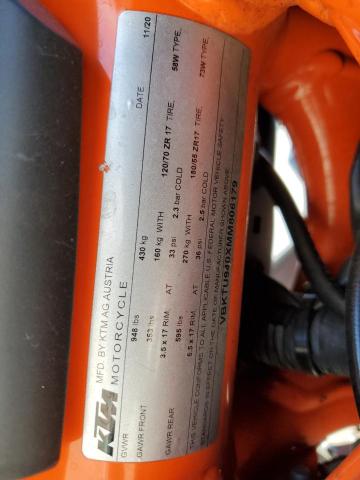 KTM
MFD. BY KTM AG AUSTRIA
MOTORCYCLE
DATE 11/20
GVWR 948 lbs 430 kg
GAWR FRONT 353 lbs 160 kg WITH 120/70 ZR 17 TIRE, 58W TYPE,
3.5 x 17 RIM, AT 33 psi 2.3 bar COLD
GAWR REAR 595 lbs 270 kg WITH 180/55 ZR17 TIRE, 73W TYPE,
5.5 x 17 RIM, AT 36 psi 2.5 bar COLD
THIS VEHICLE CONFORMS TO ALL APPLICABLE U.S. FEDERAL MOTOR VEHICLE SAFETY
STANDARDS IN EFFECT ON THE DATE OF MANUFACTURE SHOWN ABOVE
VBKTU840XMM806179